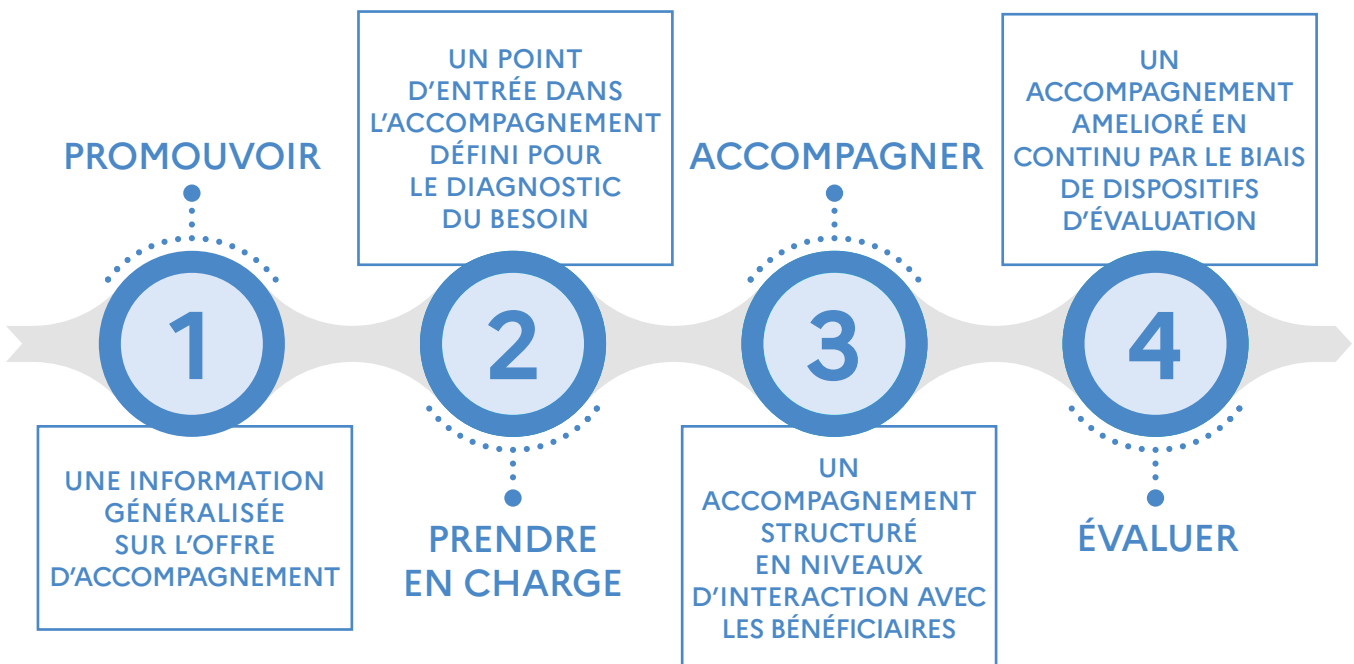 PROMOUVOIR
1
UNE INFORMATION
GÉNÉRALISÉE
SUR L'OFFRE
D'ACCOMPAGNEMENT
UN POINT
D'ENTRÉE DANS
L'ACCOMPAGNEMENT
DÉFINI POUR
LE DIAGNOSTIC
DU BESOIN
2
PRENDRE
EN CHARGE
ACCOMPAGNER
3
UN
ACCOMPAGNEMENT
STRUCTURÉ
EN NIVEAUX
D'INTERACTION AVEC
LES BÉNÉFICIAIRES
UN
ACCOMPAGNEMENT
AMELIORÉ EN
CONTINU PAR LE BIAIS
DE DISPOSITIFS
D'ÉVALUATION
4
ÉVALUER